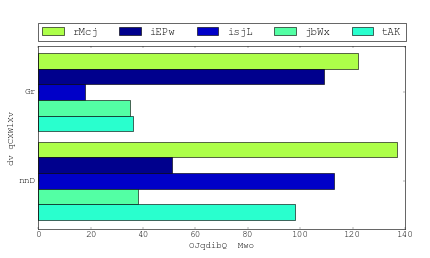 rMcj iEPw isjL jbWx tAK
Gr
nnD
dv qCXWlXv
0 20 40 60 80 100 120 140
OJqdibQ Mwo